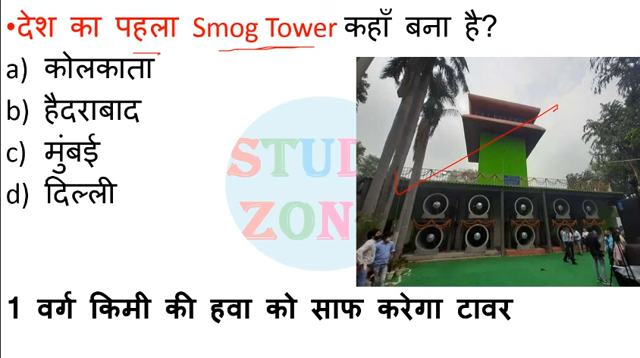 •देश का पहला Smog Tower कहाँ बना है?
a) कोलकाता
b) हैदराबाद
c) मुंबई
d) दिल्ली
STUD
ZON
1 वर्ग किमी की हवा को साफ करेगा टावर